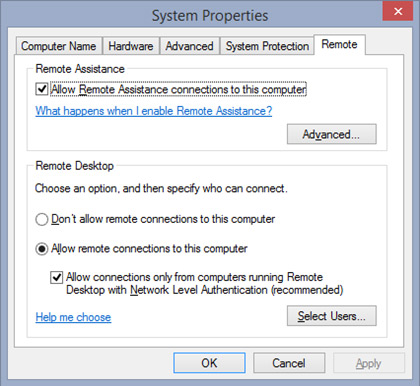 System Properties
Computer Name Hardware Advanced System Protection Remote
Remote Assistance
Allow Remote Assistance connections to this computer
What happens when I enable Remote Assistance?
Advanced...
Remote Desktop
Choose an option, and then specify who can connect.
Don't allow remote connections to this computer
Allow remote connections to this computer
Allow connections only from computers running Remote
Desktop with Network Level Authentication (recommended)
Help me choose
Select Users...
OK Cancel Apply